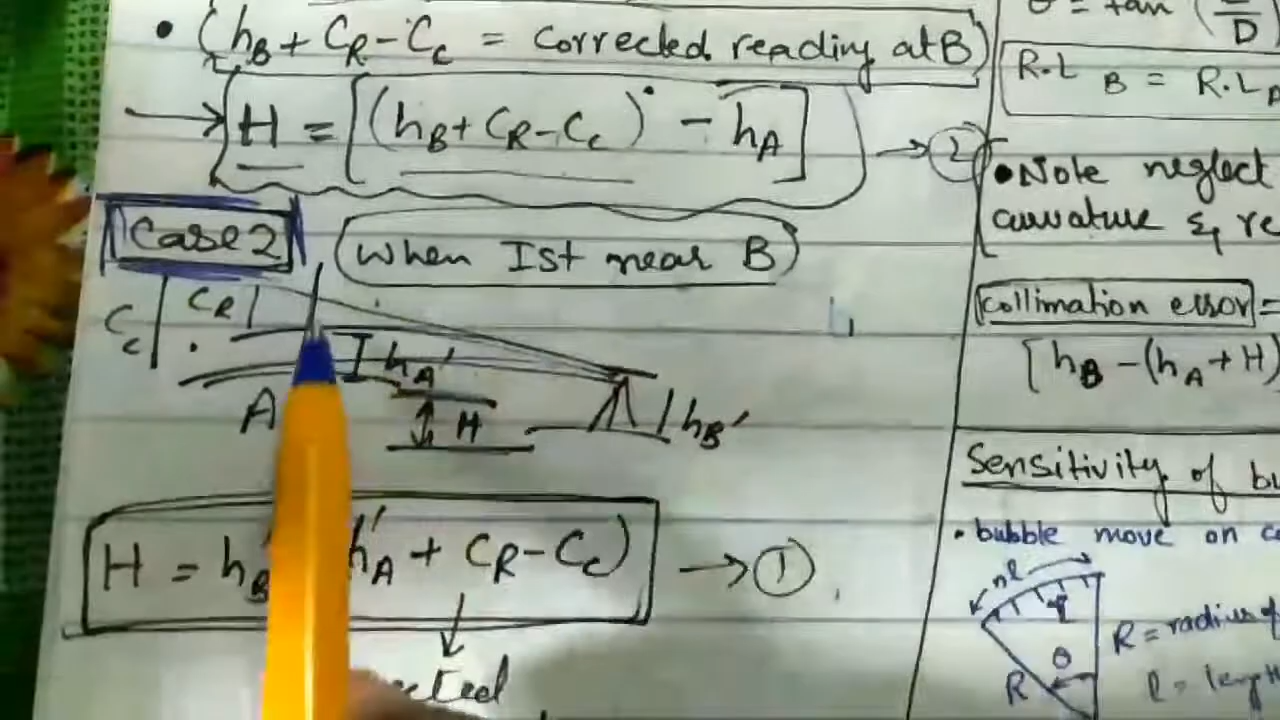 • (hB + CR - Cc = Corrected reading at B)
H = [(hB + CR - Cc) - hA] → ②
Case 2 When Ist near B
Cc CR
hA'
A H hB'
H = hB' hA' + CR - Cc) → ①
R.L B = R.L A
• Note neglect
curvature &
Collimation error =
[hB - (hA + H)
Sensitivity of
• bubble move on
nl
θ
R
R = radius of
l = length
θ = tan
D